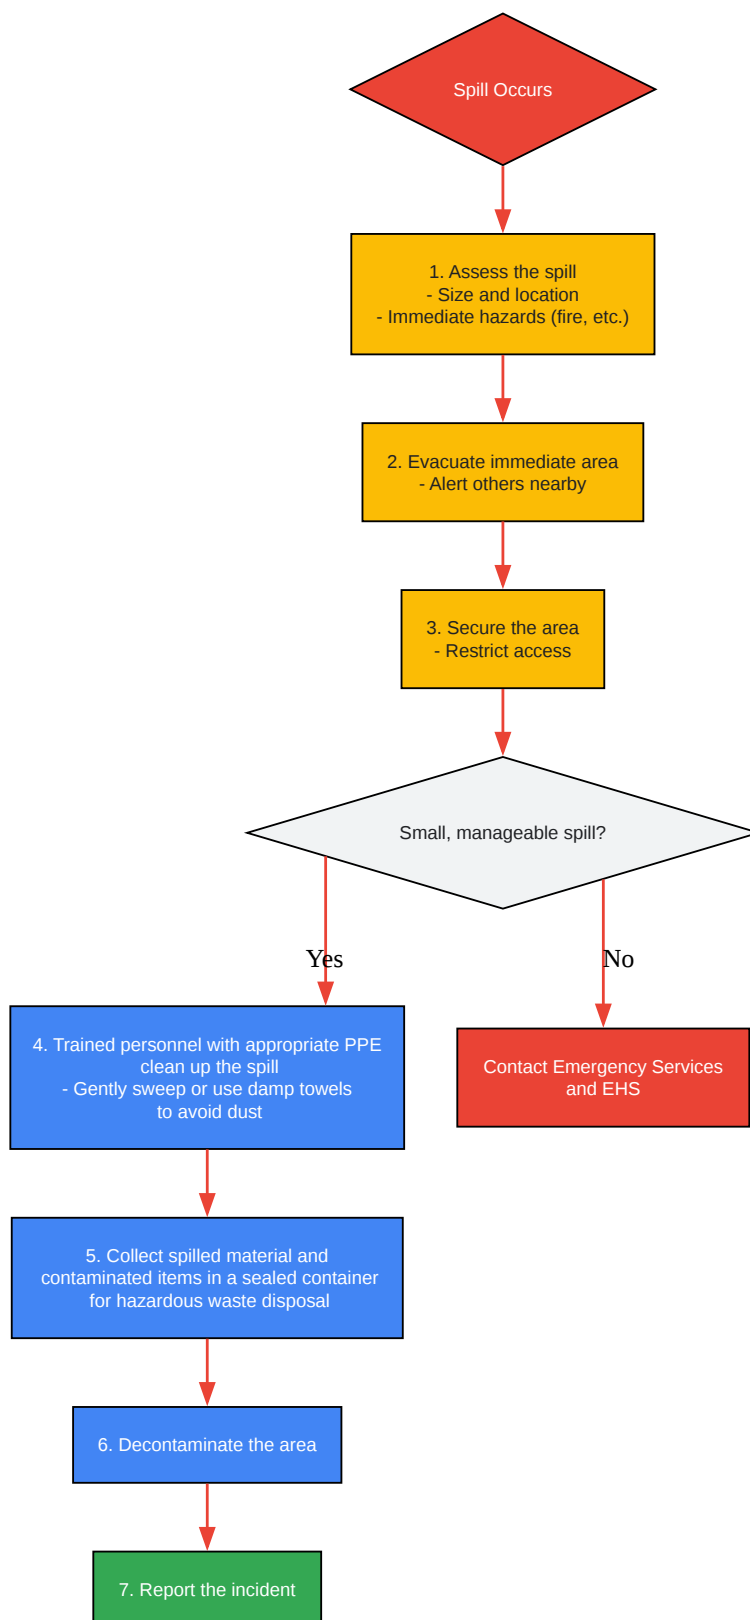 Spill Occurs
1. Assess the spill
- Size and location
- Immediate hazards (fire, etc.)
2. Evacuate immediate area
- Alert others nearby
3. Secure the area
- Restrict access
Small, manageable spill?
Yes
No
4. Trained personnel with appropriate PPE
clean up the spill
- Gently sweep or use damp towels
to avoid dust
Contact Emergency Services
and EHS
5. Collect spilled material and
contaminated items in a sealed container
for hazardous waste disposal
6. Decontaminate the area
7. Report the incident